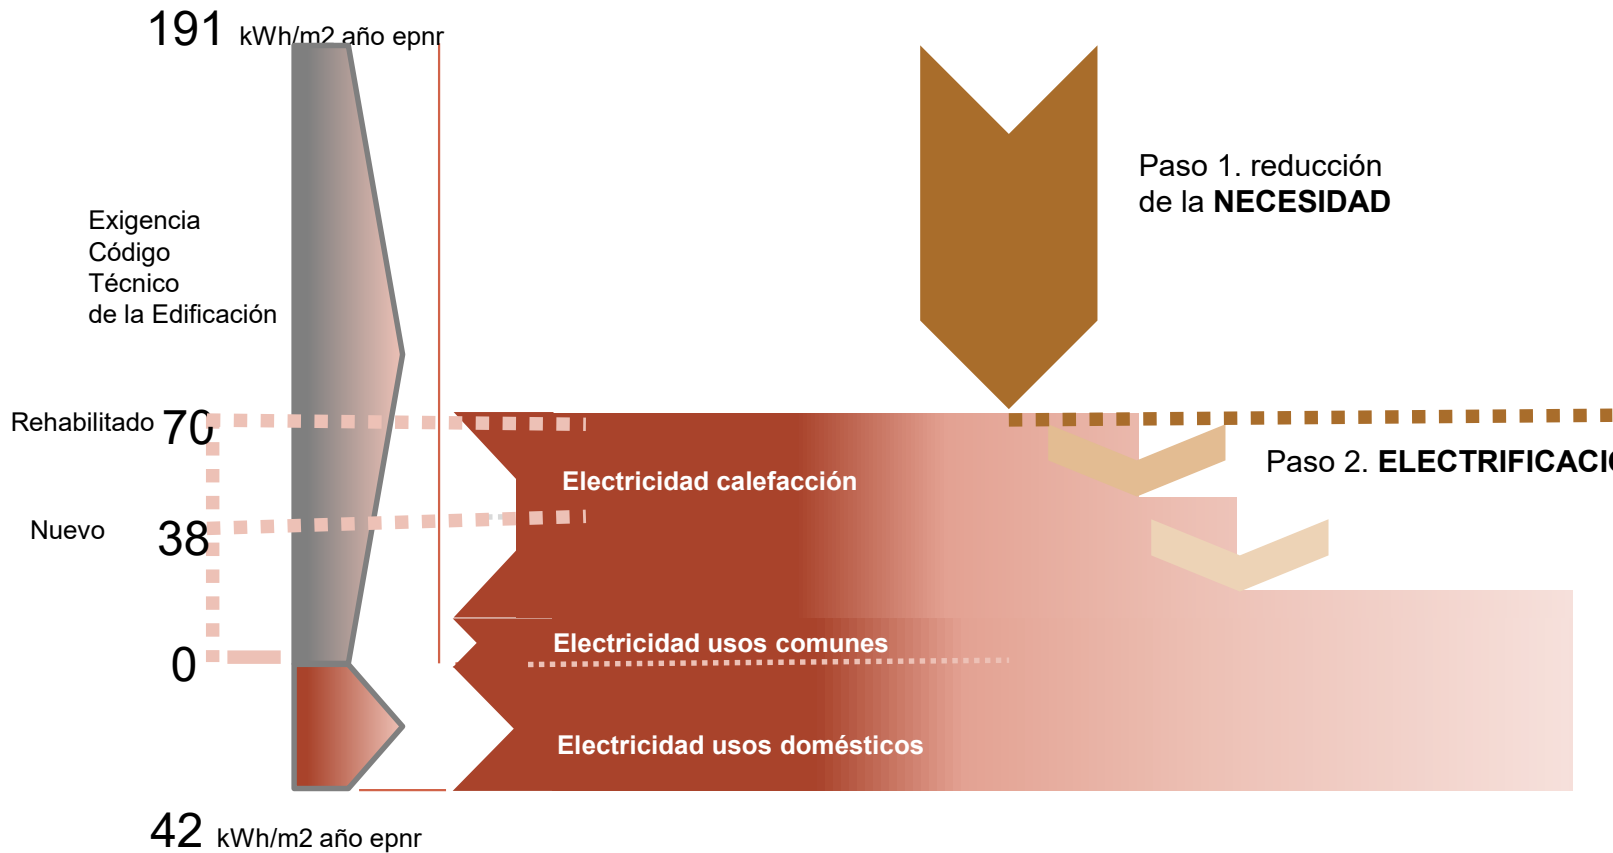 191 kWh/m2 año epnr
Paso 1. reducción
de la NECESIDAD
Exigencia
Código
Técnico
de la Edificación
Rehabilitado 70
Paso 2. ELECTRIFICACIÓ
Electricidad calefacción
Nuevo 38
Electricidad usos comunes
0
Electricidad usos domésticos
42 kWh/m2 año epnr